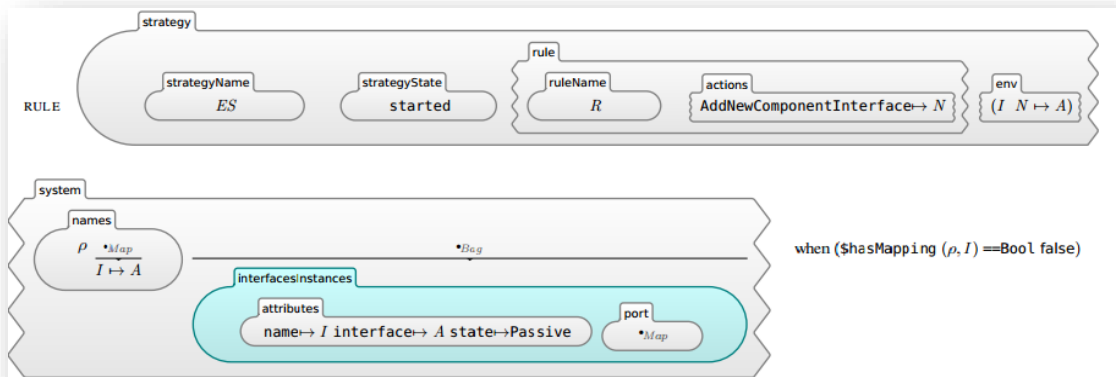 strategy
rule
strategyName strategyState ruleName actions env
RULE ES started R AddNewComponentInterface↦ N (I N ↦ A)
system
names
ρ •Map •Bag when ($hasMapping (ρ, I) ==Bool false)
I ↦ A
interfacesInstances
attributes port
name↦ I interface↦ A state↦Passive •Map